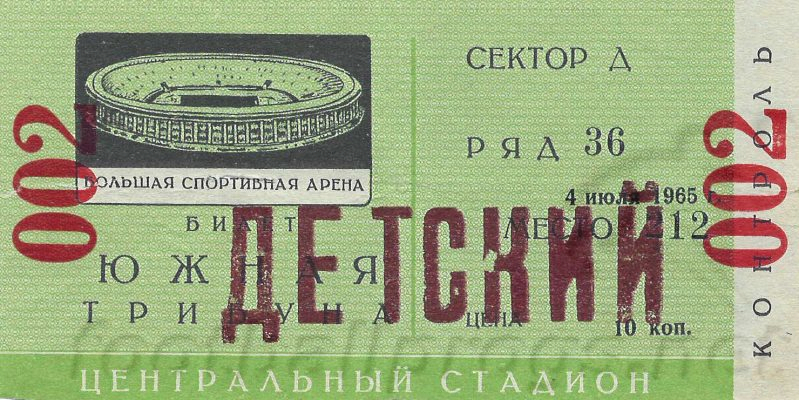 СЕКТОР Д
РЯД 36
4 июля 1965 г.
МЕСТО 212
ЦЕНА 10 коп.
БОЛЬШАЯ СПОРТИВНАЯ АРЕНА
БИЛЕТ
ЮЖНАЯ
ТРИБУНА
ДЕТСКИЙ
002
002
КОНТРОЛЬ
ЦЕНТРАЛЬНЫЙ СТАДИОН